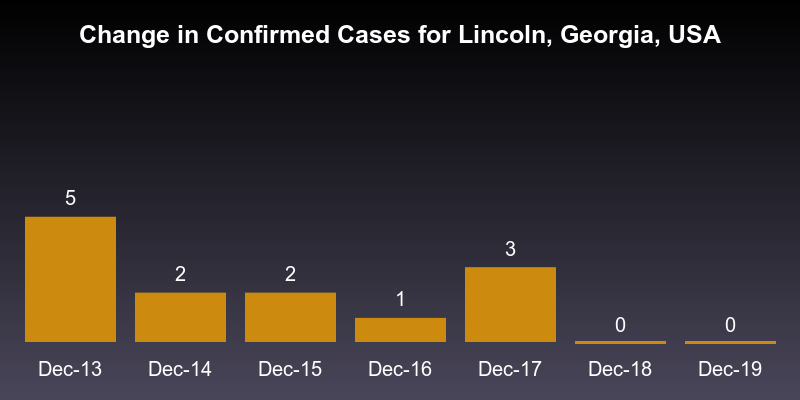 Change in Confirmed Cases for Lincoln, Georgia, USA
5
2
2
1
3
0
0
Dec-13
Dec-14
Dec-15
Dec-16
Dec-17
Dec-18
Dec-19